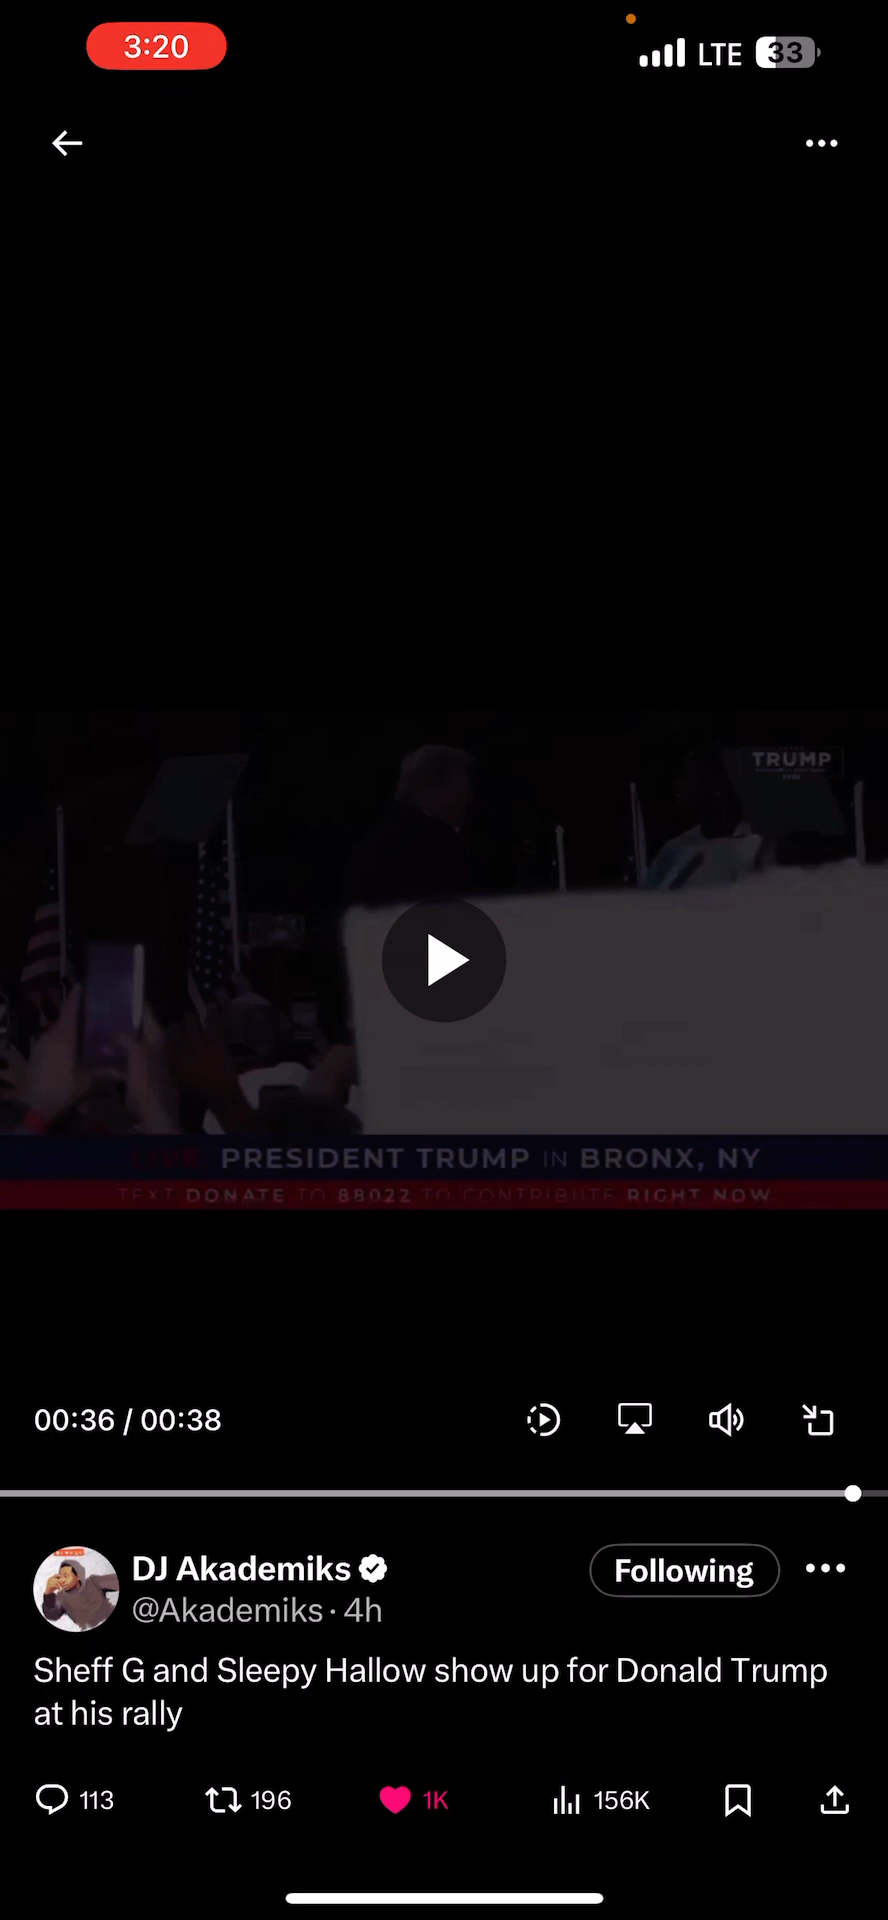 3:20
LTE 33
TRUMP
PRESIDENT TRUMP IN BRONX, NY
TEXT DONATE TO 88022 TO CONTRIBUTE RIGHT NOW
00:36 / 00:38
DJ Akademiks
Following
@Akademiks · 4h
Sheff G and Sleepy Hallow show up for Donald Trump
at his rally
113 196 1K 156K